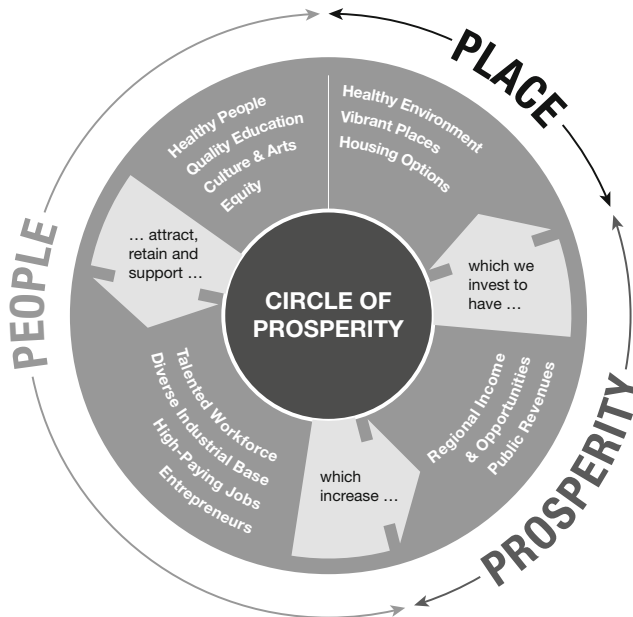 PLACE
Healthy People
Quality Education
Culture & Arts
Equity
Healthy Environment
Vibrant Places
Housing Options
PEOPLE
… attract,
retain and
support …
CIRCLE OF
PROSPERITY
which we
invest to
have …
Talented Workforce
Diverse Industrial Base
High-Paying Jobs
Entrepreneurs
which
increase …
Regional Income
& Opportunities
Public Revenues
PROSPERITY